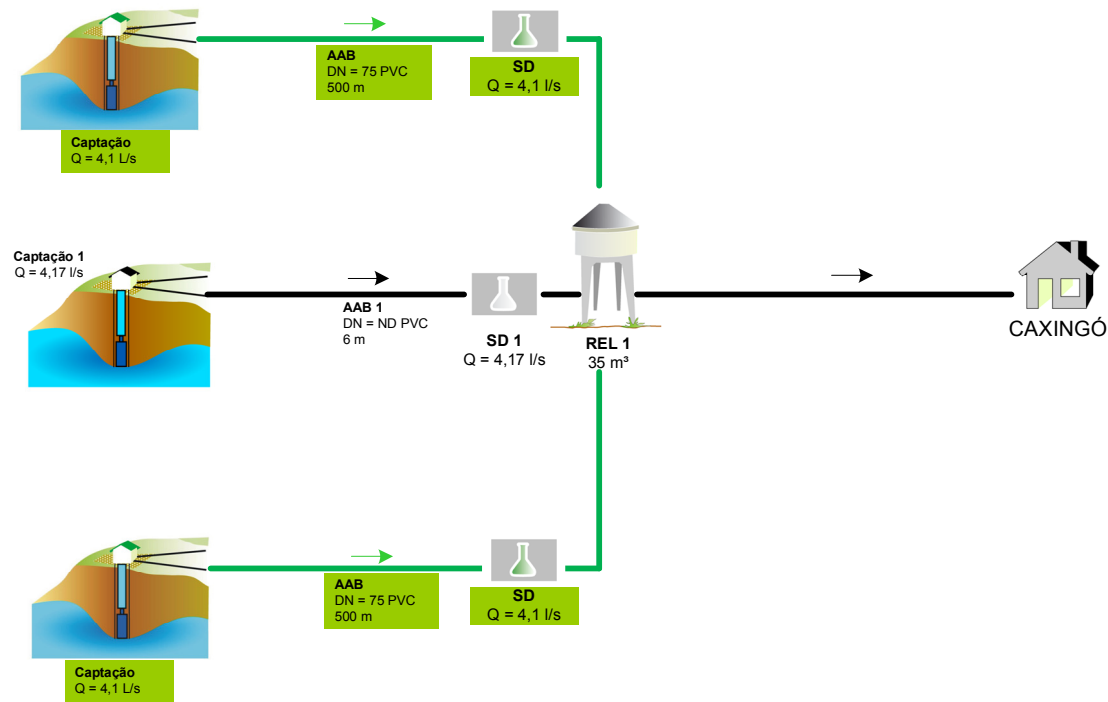 AAB
DN = 75 PVC
500 m
SD
Q = 4,1 l/s
Captação
Q = 4,1 L/s
Captação 1
Q = 4,17 l/s
AAB 1
DN = ND PVC
6 m
SD 1
Q = 4,17 l/s
REL 1
35 m³
CAXINGÓ
AAB
DN = 75 PVC
500 m
SD
Q = 4,1 l/s
Captação
Q = 4,1 L/s